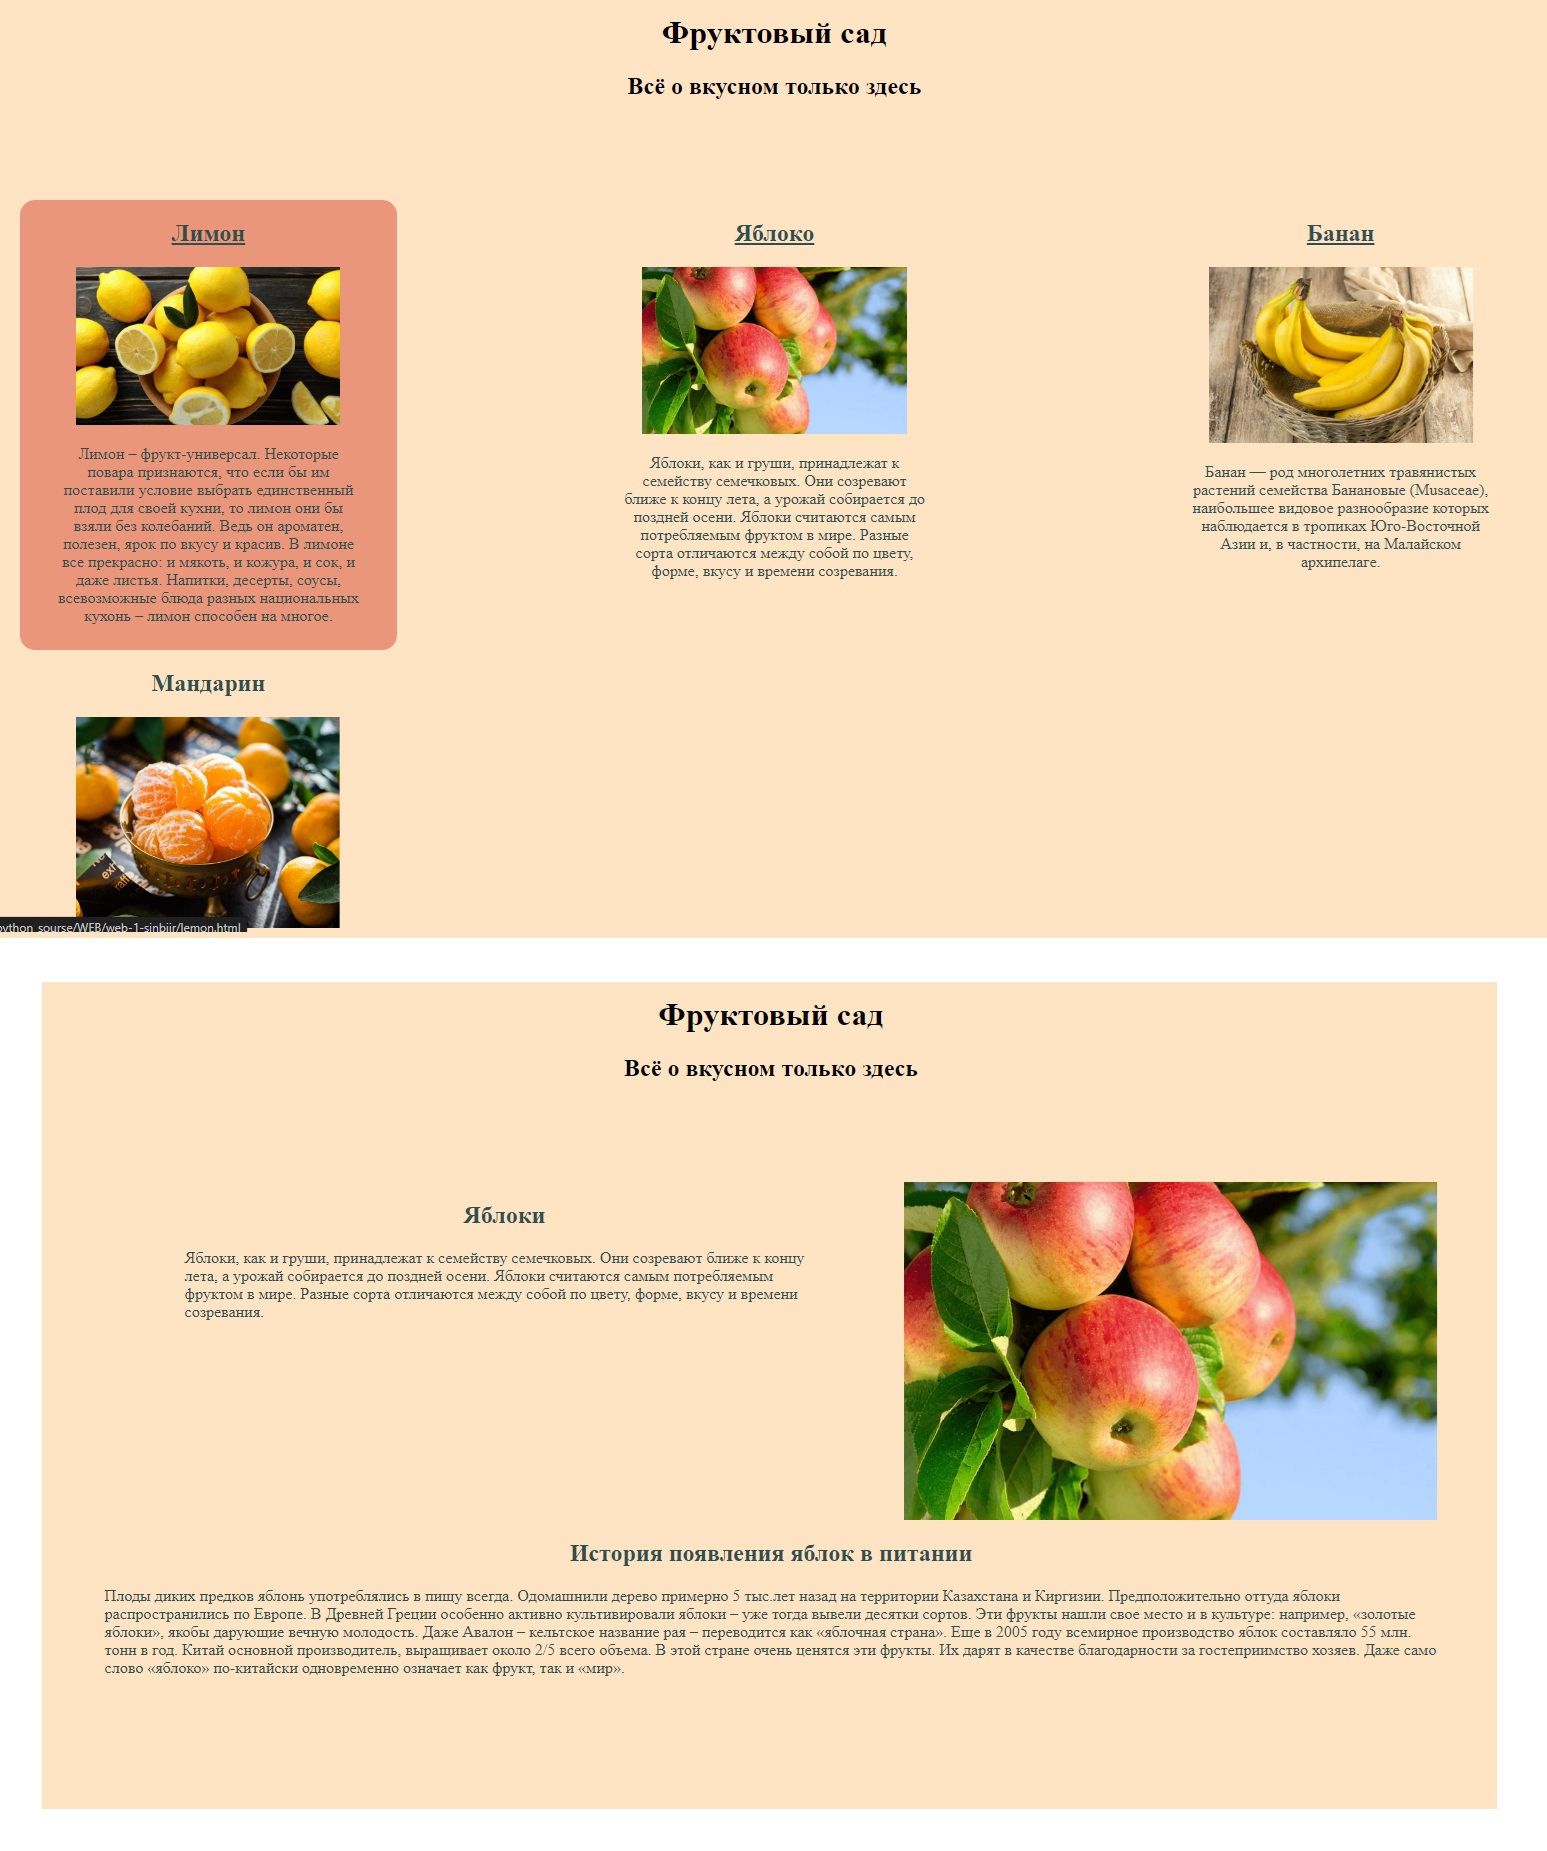 Фруктовый сад
Всё о вкусном только здесь
Лимон
Лимон – фрукт-универсал. Некоторые
повара признаются, что если бы им
поставили условие выбрать единственный
плод для своей кухни, то лимон они бы
взяли без колебаний. Ведь он ароматен,
полезен, ярок по вкусу и красив. В лимоне
все прекрасно: и мякоть, и кожура, и сок, и
даже листья. Напитки, десерты, соусы,
всевозможные блюда разных национальных
кухонь – лимон способен на многое.
Яблоко
Яблоки, как и груши, принадлежат к
семейству семечковых. Они созревают
ближе к концу лета, а урожай собирается до
поздней осени. Яблоки считаются самым
потребляемым фруктом в мире. Разные
сорта отличаются между собой по цвету,
форме, вкусу и времени созревания.
Банан
Банан — род многолетних травянистых
растений семейства Банановые (Musaceae),
наибольшее видовое разнообразие которых
наблюдается в тропиках Юго-Восточной
Азии и, в частности, на Малайском
архипелаге.
Мандарин
python_sourse/WEB/web-1-sinbiir/lemon.html
Фруктовый сад
Всё о вкусном только здесь
Яблоки
Яблоки, как и груши, принадлежат к семейству семечковых. Они созревают ближе к концу
лета, а урожай собирается до поздней осени. Яблоки считаются самым потребляемым
фруктом в мире. Разные сорта отличаются между собой по цвету, форме, вкусу и времени
созревания.
История появления яблок в питании
Плоды диких предков яблонь употреблялись в пищу всегда. Одомашнили дерево примерно 5 тыс.лет назад на территории Казахстана и Киргизии. Предположительно оттуда яблоки
распространились по Европе. В Древней Греции особенно активно культивировали яблоки – уже тогда вывели десятки сортов. Эти фрукты нашли свое место и в культуре: например, «золотые
яблоки», якобы дарующие вечную молодость. Даже Авалон – кельтское название рая – переводится как «яблочная страна». Еще в 2005 году всемирное производство яблок составляло 55 млн.
тонн в год. Китай основной производитель, выращивает около 2/5 всего объема. В этой стране очень ценятся эти фрукты. Их дарят в качестве благодарности за гостеприимство хозяев. Даже само
слово «яблоко» по-китайски одновременно означает как фрукт, так и «мир».